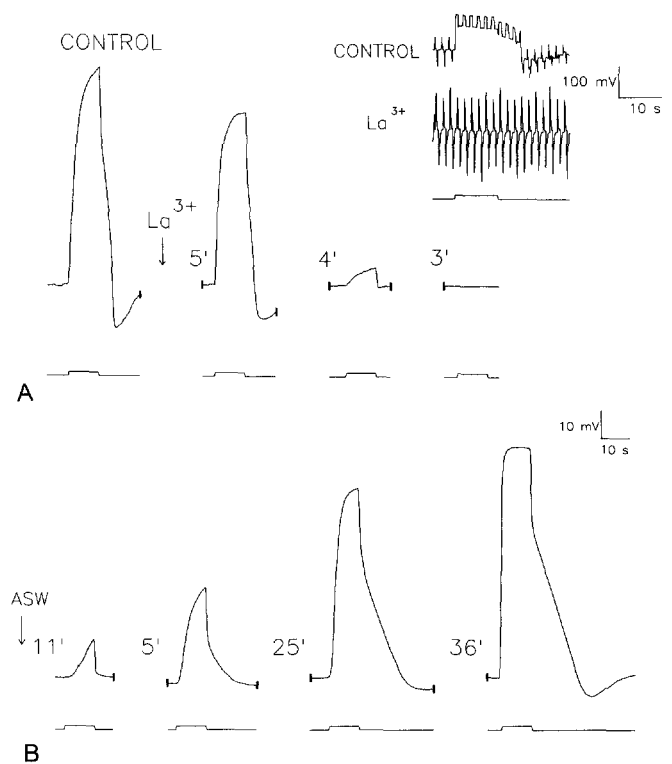 CONTROL
CONTROL
100 mV
10 s
La3+
La3+
5'
4'
3'
A
10 mV
10 s
ASW
11'
5'
25'
36'
B